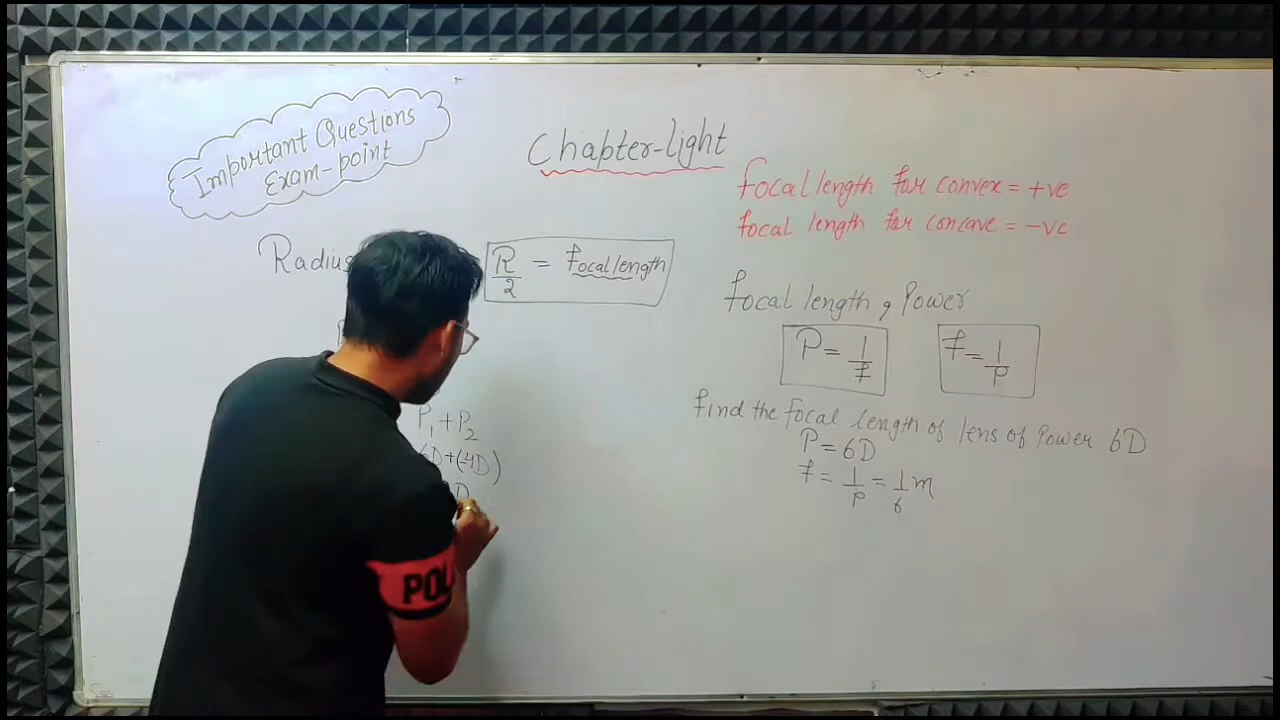 Important Questions
Exam-point
Chapter-light
focal length for convex = +ve
focal length for concave = -ve
Radius
R/2 = focal length
P₁+P₂
6D+(-4D)
D
focal length, Power
P = 1/f
f = 1/P
find the focal length of lens of Power 6D
P = 6D
f = 1/P = 1/6 m
POL